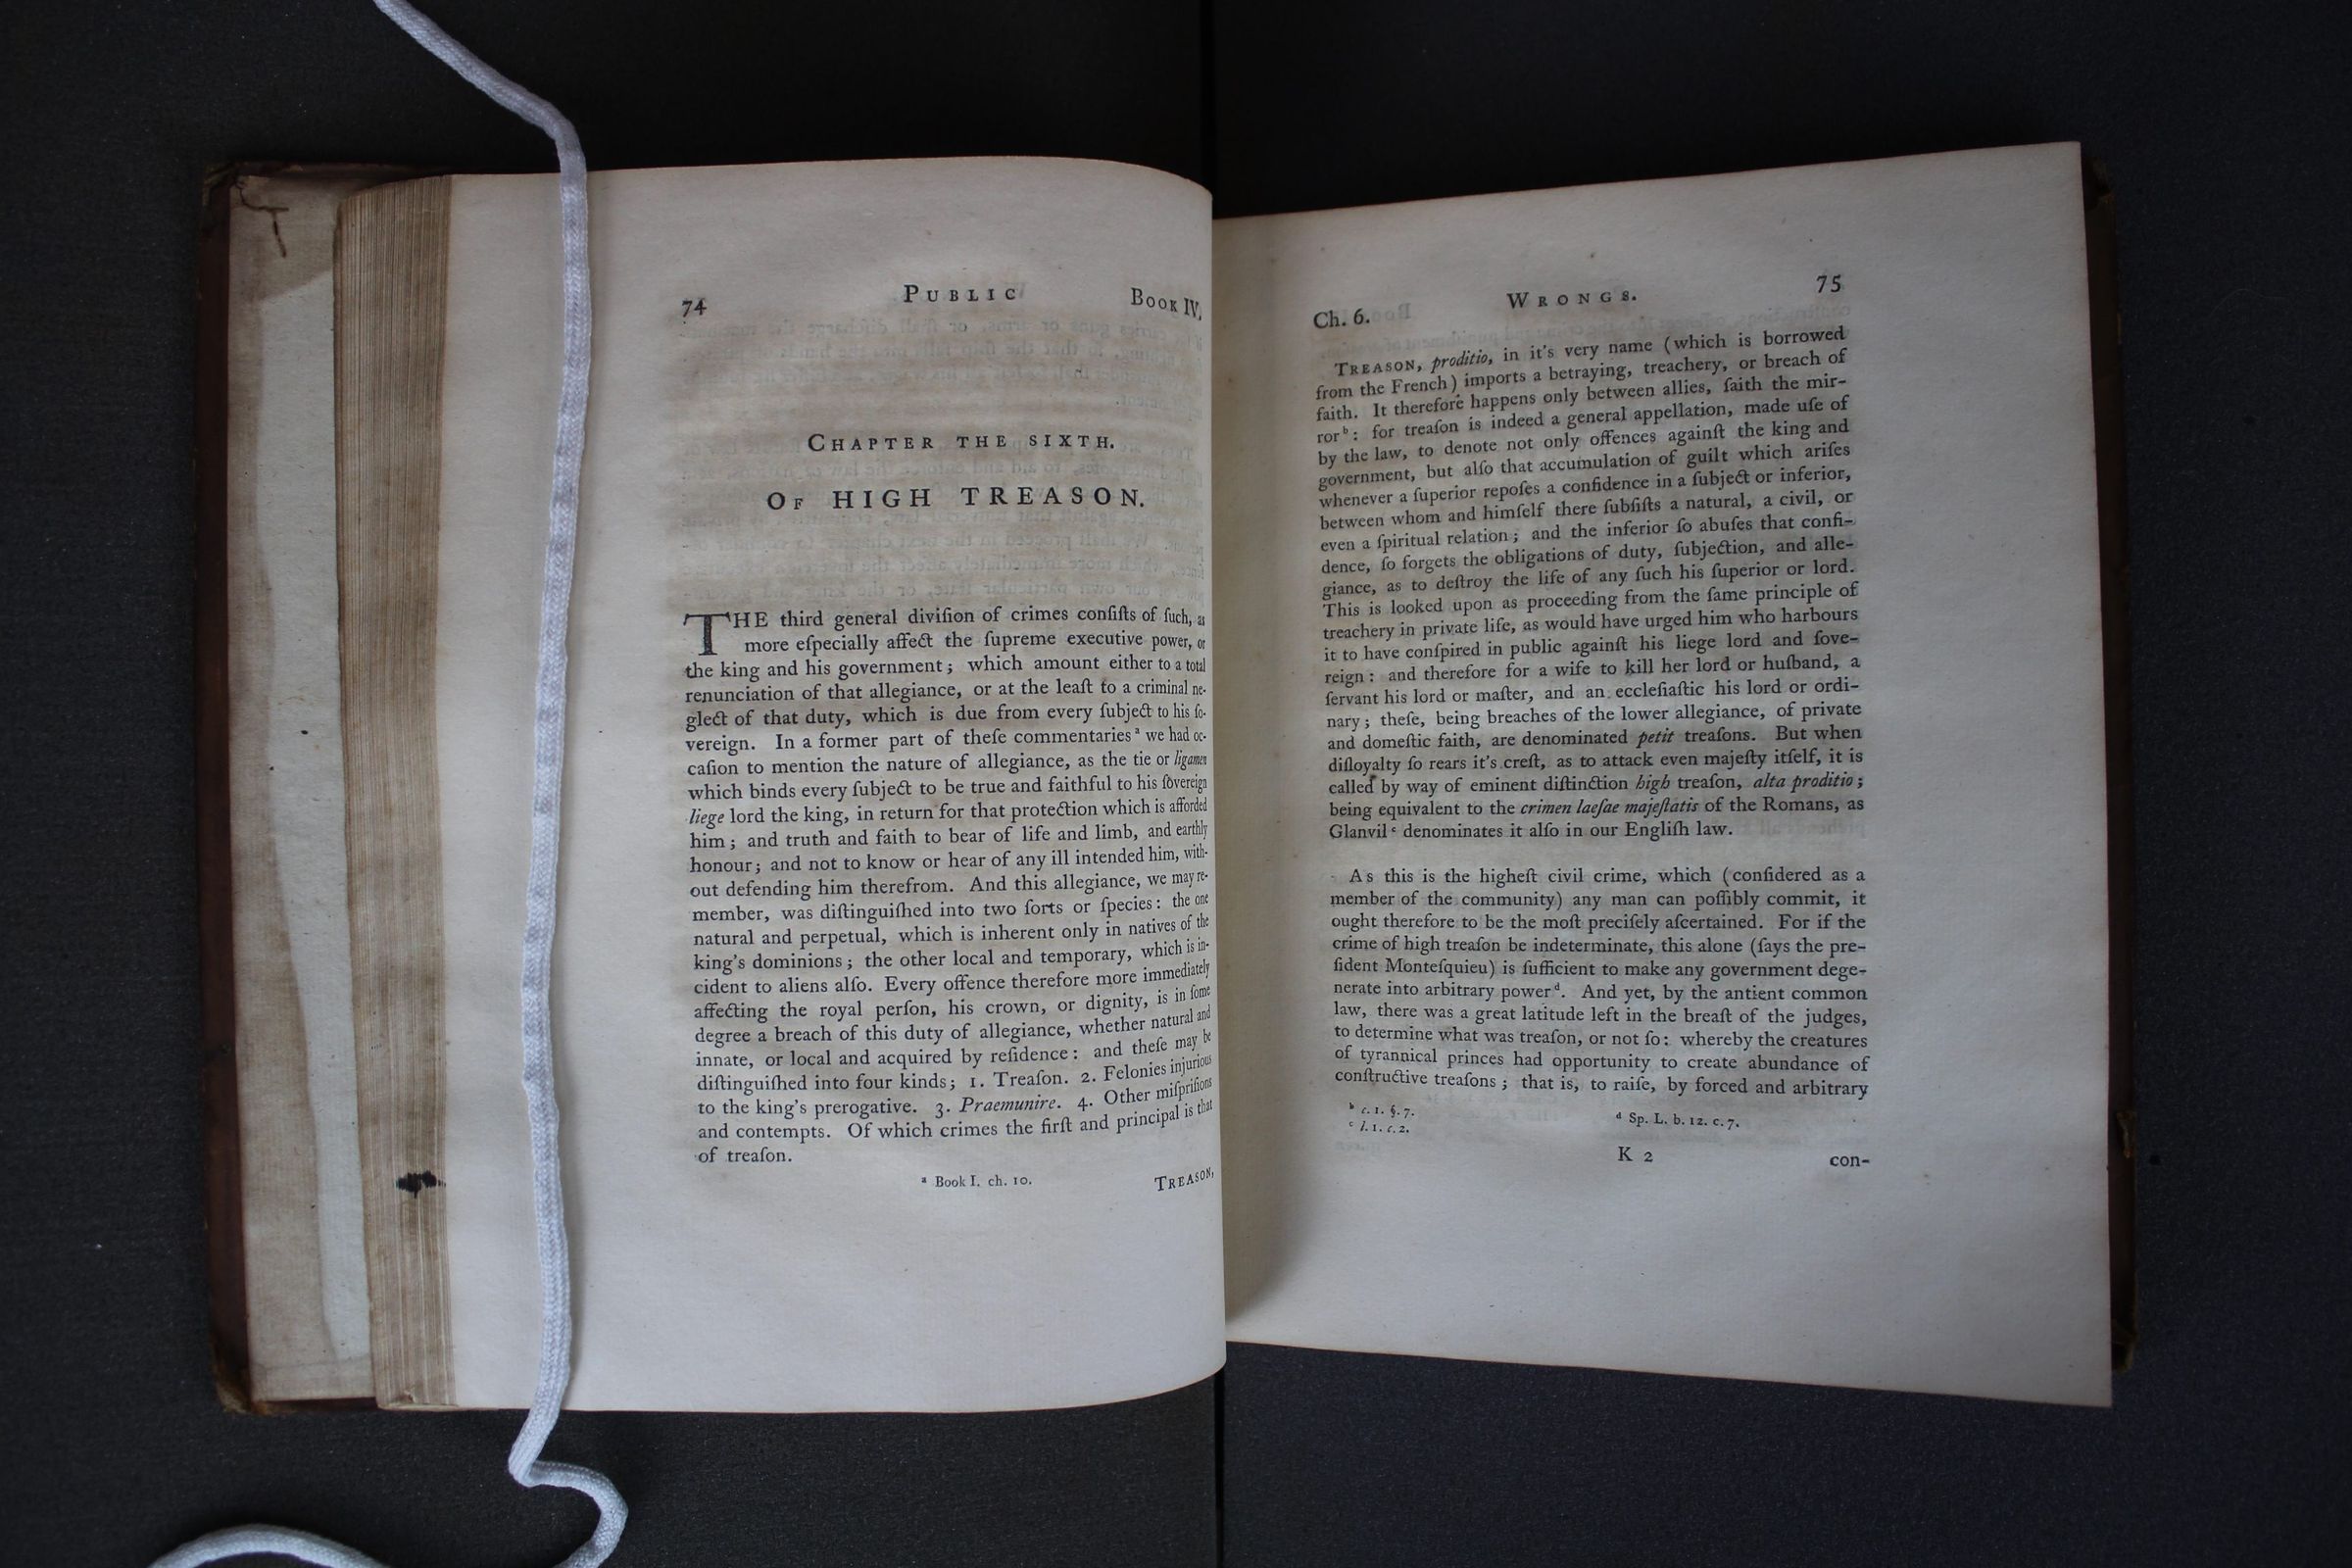 74 PUBLIC BOOK IV.
CHAPTER THE SIXTH.
OF HIGH TREASON.
THE third general diviſion of crimes conſiſts of ſuch, as
more eſpecially affect the ſupreme executive power, or
the king and his government; which amount either to a total
renunciation of that allegiance, or at the leaſt to a criminal ne-
glect of that duty, which is due from every ſubject to his ſo-
vereign. In a former part of theſe commentaries ᵃ we had oc-
caſion to mention the nature of allegiance, as the tie or ligamen
which binds every ſubject to be true and faithful to his ſovereign
liege lord the king, in return for that protection which is afforded
him; and truth and faith to bear of life and limb, and earthly
honour; and not to know or hear of any ill intended him, with-
out defending him therefrom. And this allegiance, we may re-
member, was diſtinguiſhed into two ſorts or ſpecies: the one
natural and perpetual, which is inherent only in natives of the
king's dominions; the other local and temporary, which is in-
cident to aliens alſo. Every offence therefore more immediately
affecting the royal perſon, his crown, or dignity, is in ſome
degree a breach of this duty of allegiance, whether natural and
innate, or local and acquired by reſidence: and theſe may be
diſtinguiſhed into four kinds; 1. Treaſon. 2. Felonies injurious
to the king's prerogative. 3. Praemunire. 4. Other miſpriſions
and contempts. Of which crimes the firſt and principal is that
of treaſon.
ᵃ Book I. ch. 10.
TREASON,
Ch. 6. WRONGS. 75
TREASON, proditio, in it's very name (which is borrowed
from the French) imports a betraying, treachery, or breach of
faith. It therefore happens only between allies, ſaith the mir-
ror ᵇ: for treaſon is indeed a general appellation, made uſe of
by the law, to denote not only offences againſt the king and
government, but alſo that accumulation of guilt which ariſes
whenever a ſuperior repoſes a confidence in a ſubject or inferior,
between whom and himſelf there ſubſiſts a natural, a civil, or
even a ſpiritual relation; and the inferior ſo abuſes that confi-
dence, ſo forgets the obligations of duty, ſubjection, and alle-
giance, as to deſtroy the life of any ſuch his ſuperior or lord.
This is looked upon as proceeding from the ſame principle of
treachery in private life, as would have urged him who harbours
it to have conſpired in public againſt his liege lord and ſove-
reign: and therefore for a wife to kill her lord or huſband, a
ſervant his lord or maſter, and an eccleſiaſtic his lord or ordi-
nary; theſe, being breaches of the lower allegiance, of private
and domeſtic faith, are denominated petit treaſons. But when
diſloyalty ſo rears it's creſt, as to attack even majeſty itſelf, it is
called by way of eminent diſtinction high treaſon, alta proditio;
being equivalent to the crimen laeſae majeſtatis of the Romans, as
Glanvil ᶜ denominates it alſo in our Engliſh law.
As this is the higheſt civil crime, which (conſidered as a
member of the community) any man can poſſibly commit, it
ought therefore to be the moſt preciſely aſcertained. For if the
crime of high treaſon be indeterminate, this alone (ſays the pre-
ſident Monteſquieu) is ſufficient to make any government dege-
nerate into arbitrary power ᵈ. And yet, by the antient common
law, there was a great latitude left in the breaſt of the judges,
to determine what was treaſon, or not ſo: whereby the creatures
of tyrannical princes had opportunity to create abundance of
conſtructive treaſons; that is, to raiſe, by forced and arbitrary
ᵇ c. 1. §. 7.
ᶜ l. 1. c. 2.
ᵈ Sp. L. b. 12. c. 7.
K 2
con-